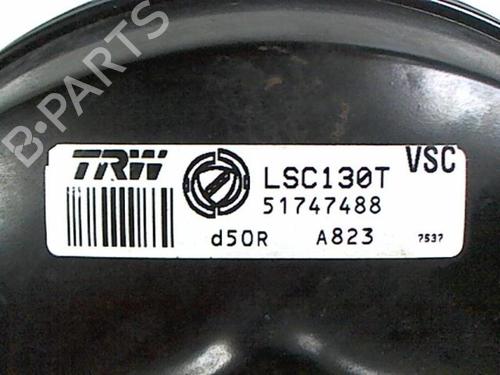 B-PARTS
TRW LSC130T VSC
51747488
d50R A823 7537